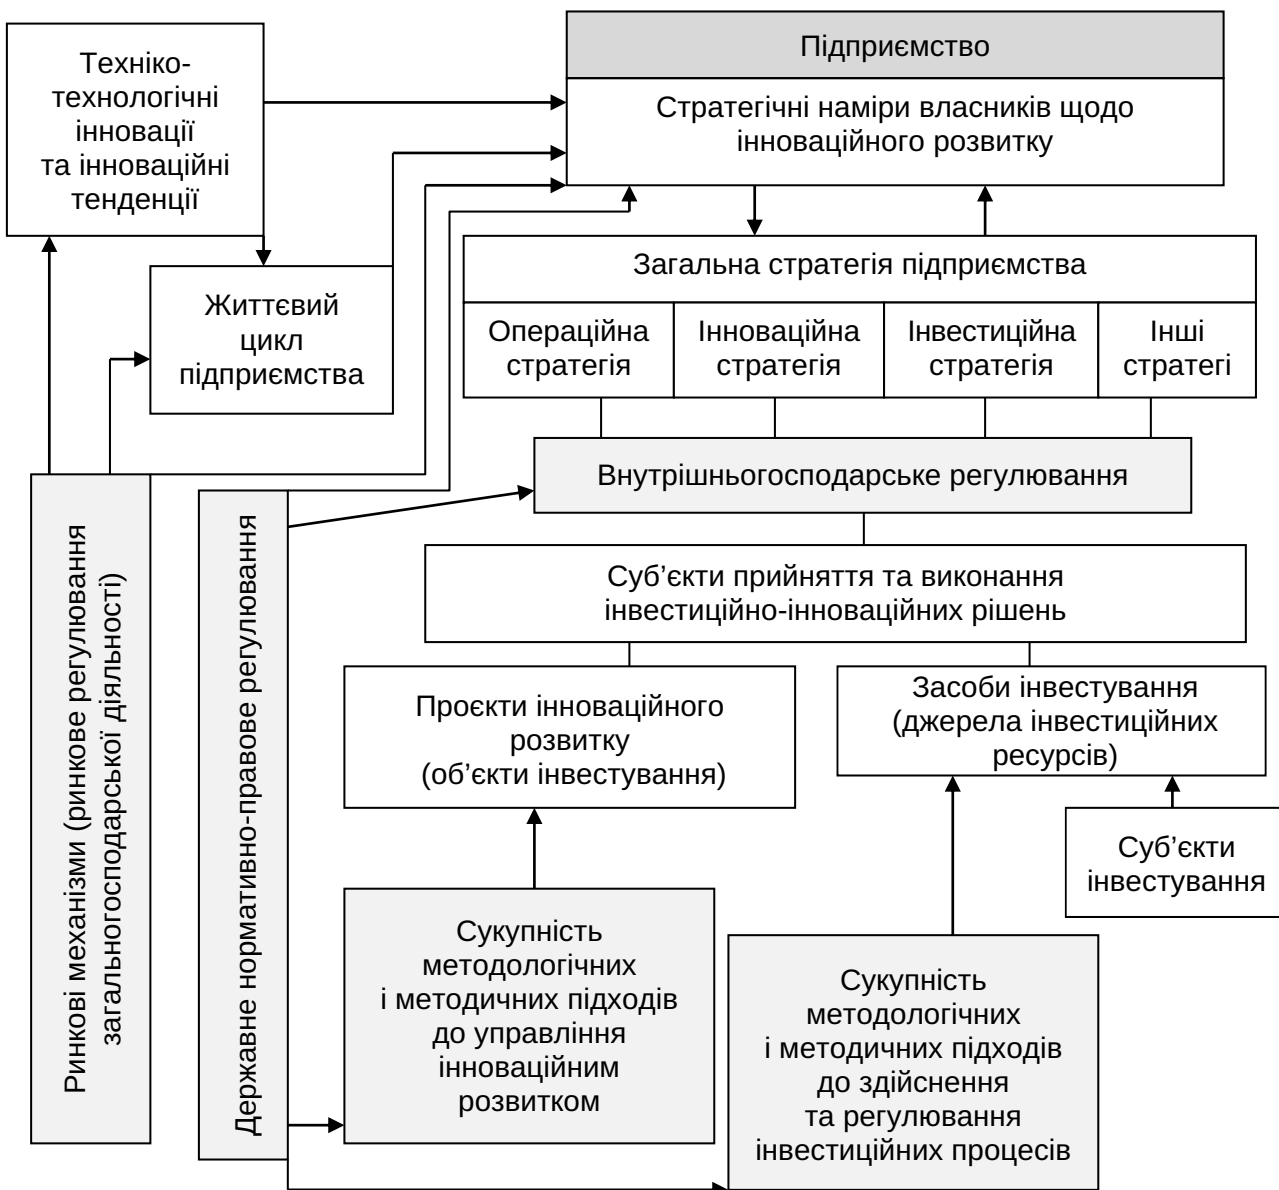 Техніко-
технологічні
інновації
та інноваційні
тенденції
Підприємство
Стратегічні наміри власників щодо
інноваційного розвитку
Життєвий
цикл
підприємства
Загальна стратегія підприємства
Операційна
стратегія
Інноваційна
стратегія
Інвестиційна
стратегія
Інші
стратегі
Внутрішньогосподарське регулювання
Суб’єкти прийняття та виконання
інвестиційно-інноваційних рішень
Ринкові механізми (ринкове регулювання
загальногосподарської діяльності)
Державне нормативно-правове регулювання
Проєкти інноваційного
розвитку
(об’єкти інвестування)
Засоби інвестування
(джерела інвестиційних
ресурсів)
Суб’єкти
інвестування
Сукупність
методологічних
і методичних підходів
до управління
інноваційним
розвитком
Сукупність
методологічних
і методичних підходів
до здійснення
та регулювання
інвестиційних процесів